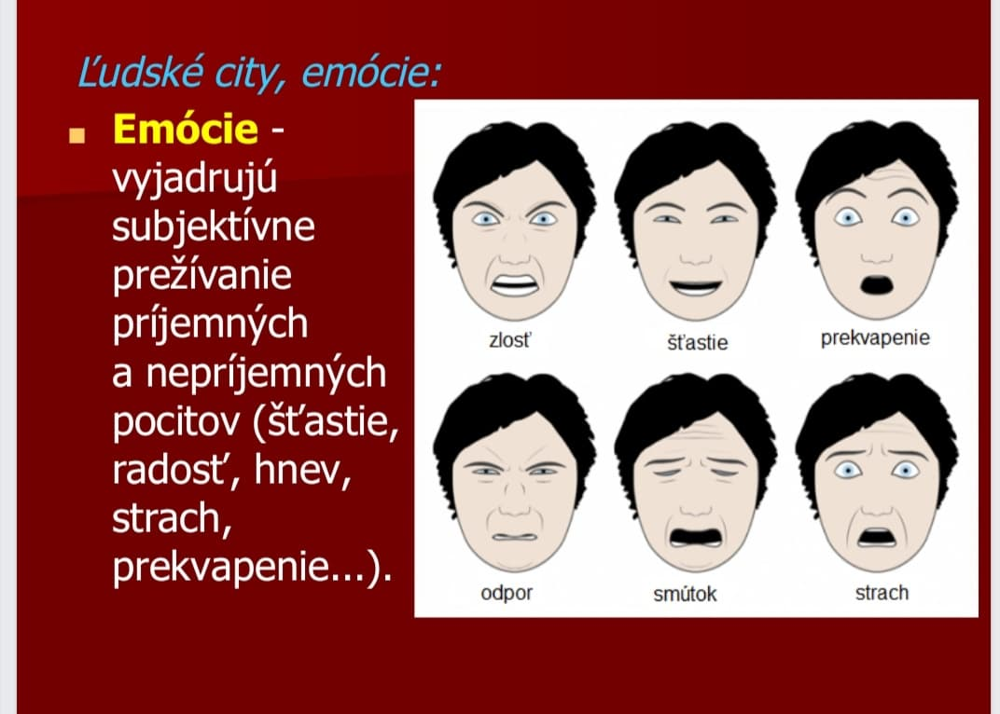 Ľudské city, emócie:
Emócie -
vyjadrujú
subjektívne
prežívanie
príjemných
a nepríjemných
pocitov (šťastie,
radosť, hnev,
strach,
prekvapenie...).
zlosť
šťastie
prekvapenie
odpor
smútok
strach